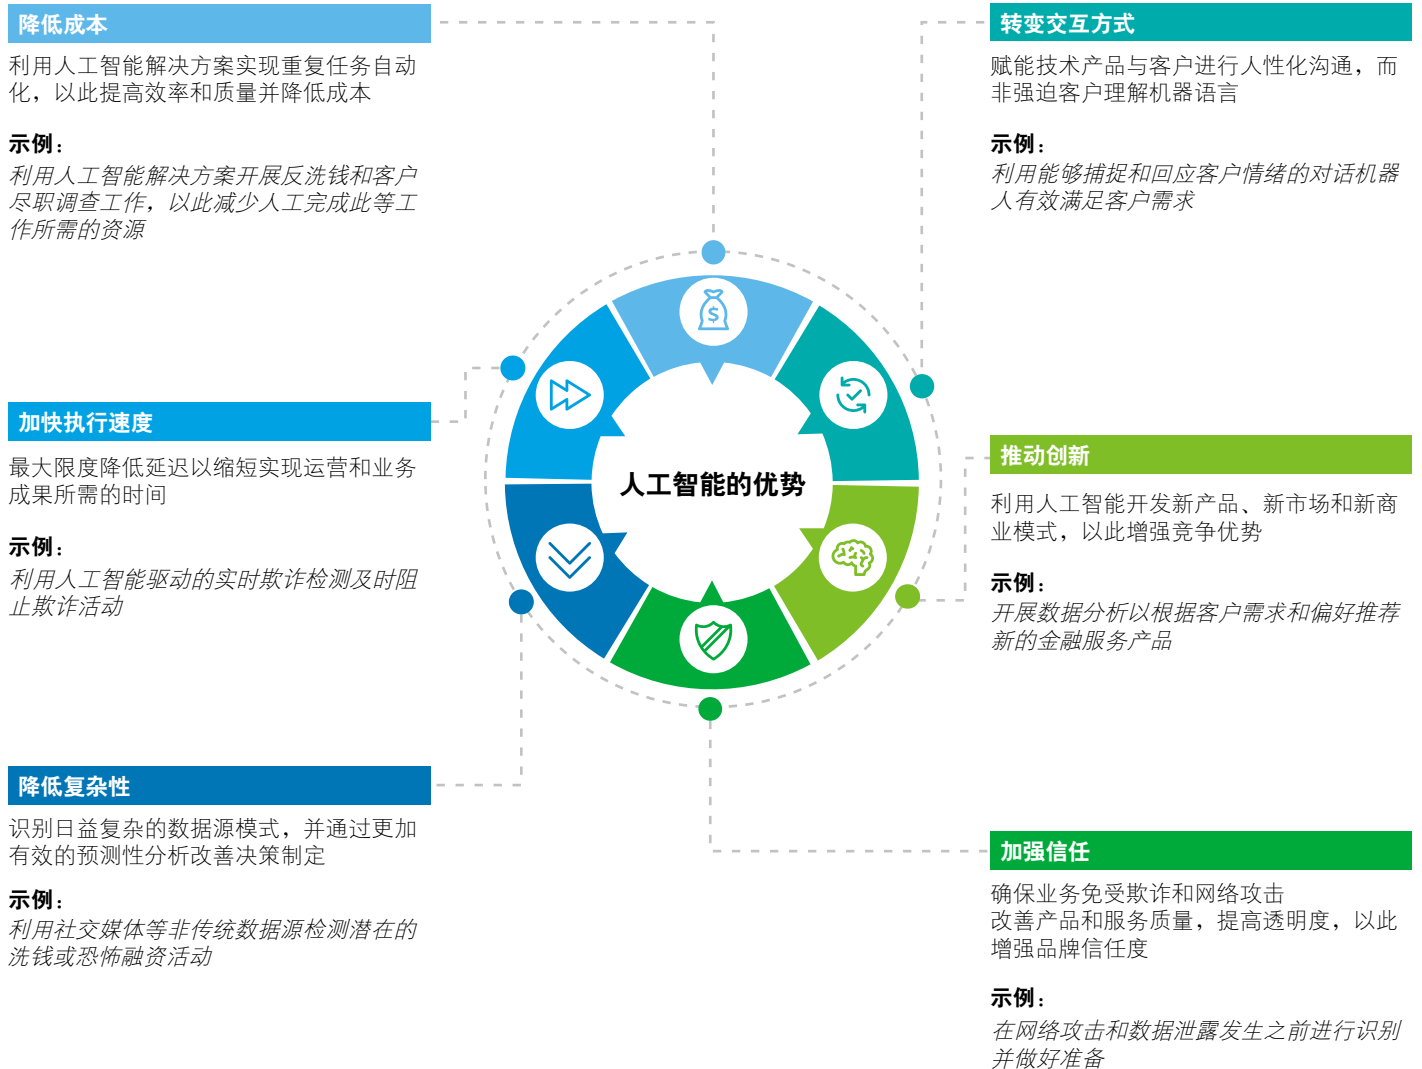 降低成本
利用人工智能解决方案实现重复任务自动
化，以此提高效率和质量并降低成本
示例：
利用人工智能解决方案开展反洗钱和客户
尽职调查工作，以此减少人工完成此等工
作所需的资源
加快执行速度
最大限度降低延迟以缩短实现运营和业务
成果所需的时间
示例：
利用人工智能驱动的实时欺诈检测及时阻
止欺诈活动
降低复杂性
识别日益复杂的数据源模式，并通过更加
有效的预测性分析改善决策制定
示例：
利用社交媒体等非传统数据源检测潜在的
洗钱或恐怖融资活动
$
人工智能的优势
转变交互方式
赋能技术产品与客户进行人性化沟通，而
非强迫客户理解机器语言
示例：
利用能够捕捉和回应客户情绪的对话机器
人有效满足客户需求
推动创新
利用人工智能开发新产品、新市场和新商
业模式，以此增强竞争优势
示例：
开展数据分析以根据客户需求和偏好推荐
新的金融服务产品
加强信任
确保业务免受欺诈和网络攻击
改善产品和服务质量，提高透明度，以此
增强品牌信任度
示例：
在网络攻击和数据泄露发生之前进行识别
并做好准备